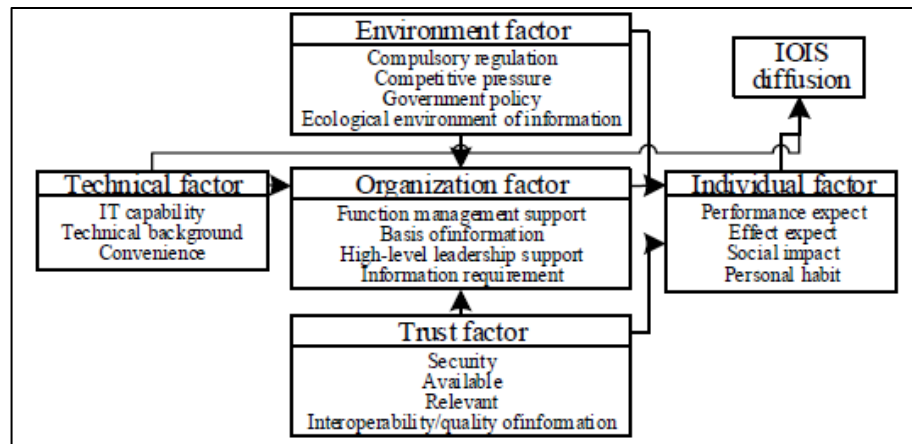 Environment factor
Compulsory regulation
Competitive pressure
Government policy
Ecological environment of information
IOIS
diffusion
Technical factor
IT capability
Technical background
Convenience
Organization factor
Function management support
Basis ofinformation
High-level leadership support
Information requirement
Individual factor
Performance expect
Effect expect
Social impact
Personal habit
Trust factor
Security
Available
Relevant
Interoperability/quality ofinformation